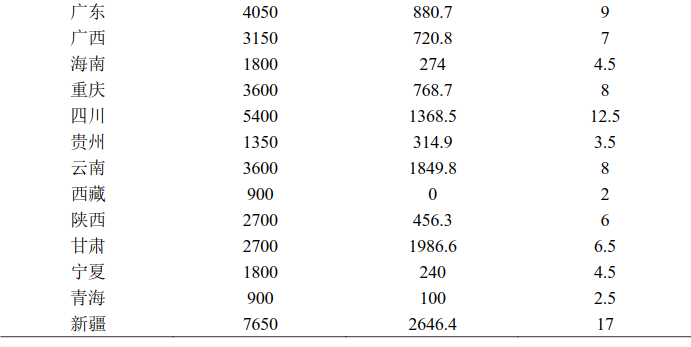 广东 4050 880.7 9
广西 3150 720.8 7
海南 1800 274 4.5
重庆 3600 768.7 8
四川 5400 1368.5 12.5
贵州 1350 314.9 3.5
云南 3600 1849.8 8
西藏 900 0 2
陕西 2700 456.3 6
甘肃 2700 1986.6 6.5
宁夏 1800 240 4.5
青海 900 100 2.5
新疆 7650 2646.4 17